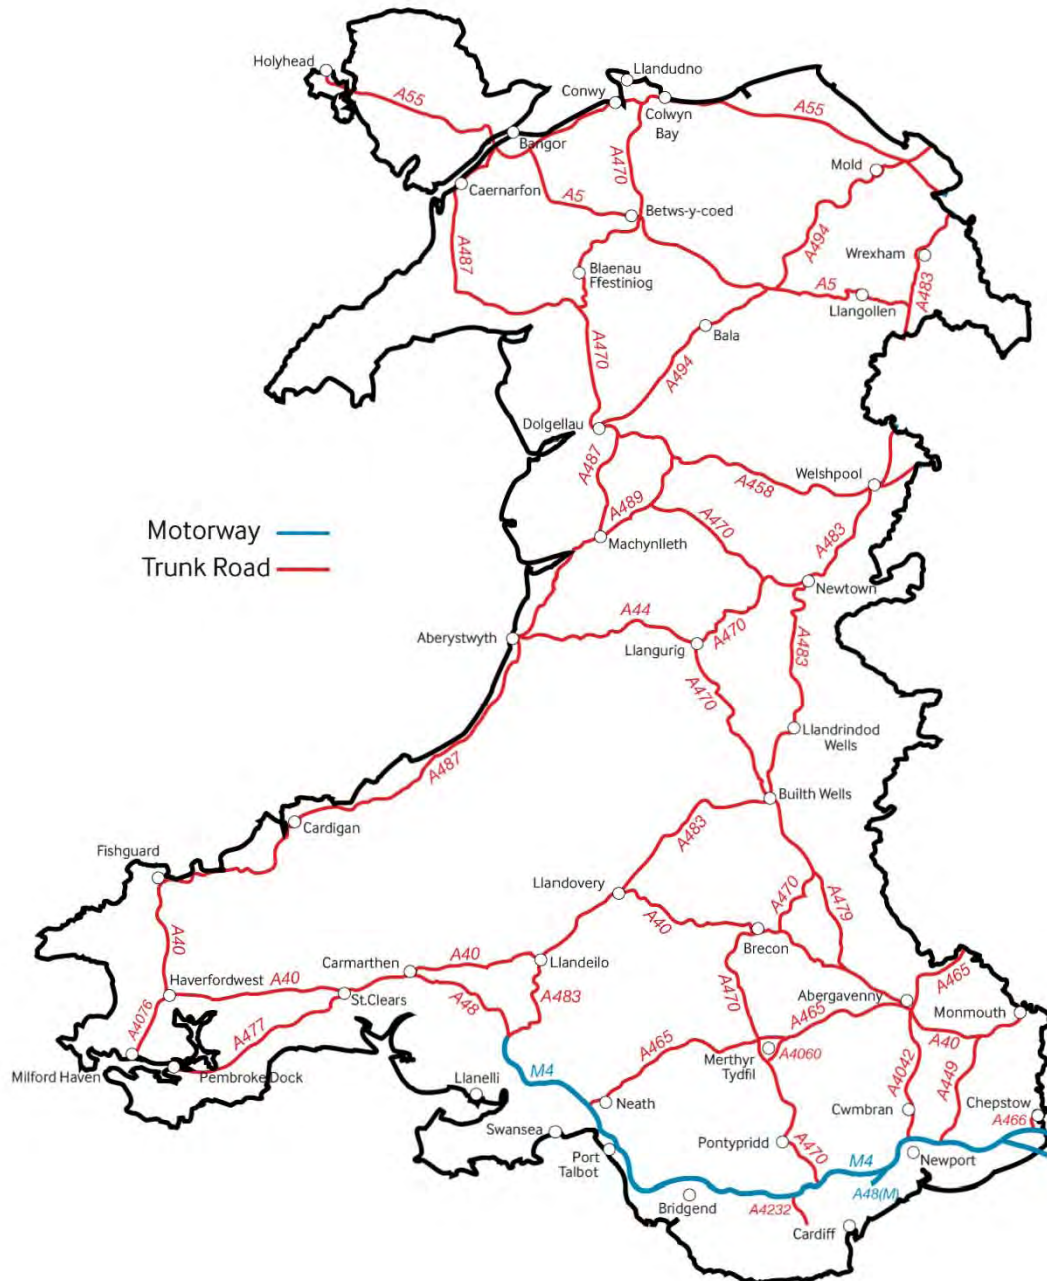 Holyhead
Llandudno
A55
Conwy
Colwyn
Bay
A55
Bangor
Mold
A470
Caernarfon
A5
Betws-y-coed
A494
A487
Wrexham
Blaenau
Ffestiniog
A5
A483
Llangollen
Bala
A470
A494
Dolgellau
A487
A458
Welshpool
A489
A470
A483
Motorway
Machynlleth
Trunk Road
Newtown
A44
Aberystwyth
Llangurig
A470
A483
A470
Llandrindod
Wells
A487
Builth Wells
Cardigan
A483
Fishguard
Llandovery
A470
A479
A40
Brecon
A40
Carmarthen
A40
Llandeilo
A465
Haverfordwest
A40
St.Clears
A48
A483
A470
Abergavenny
A465
Monmouth
A4076
A477
A465
A40
Merthyr
Tydfil
A4060
A4042
A449
Milford Haven
Pembroke Dock
M4
Llanelli
Neath
Cwmbran
Chepstow
A466
Swansea
Pontypridd
Port
Talbot
A470
M4
Newport
A48(M)
Bridgend
A4232
Cardiff